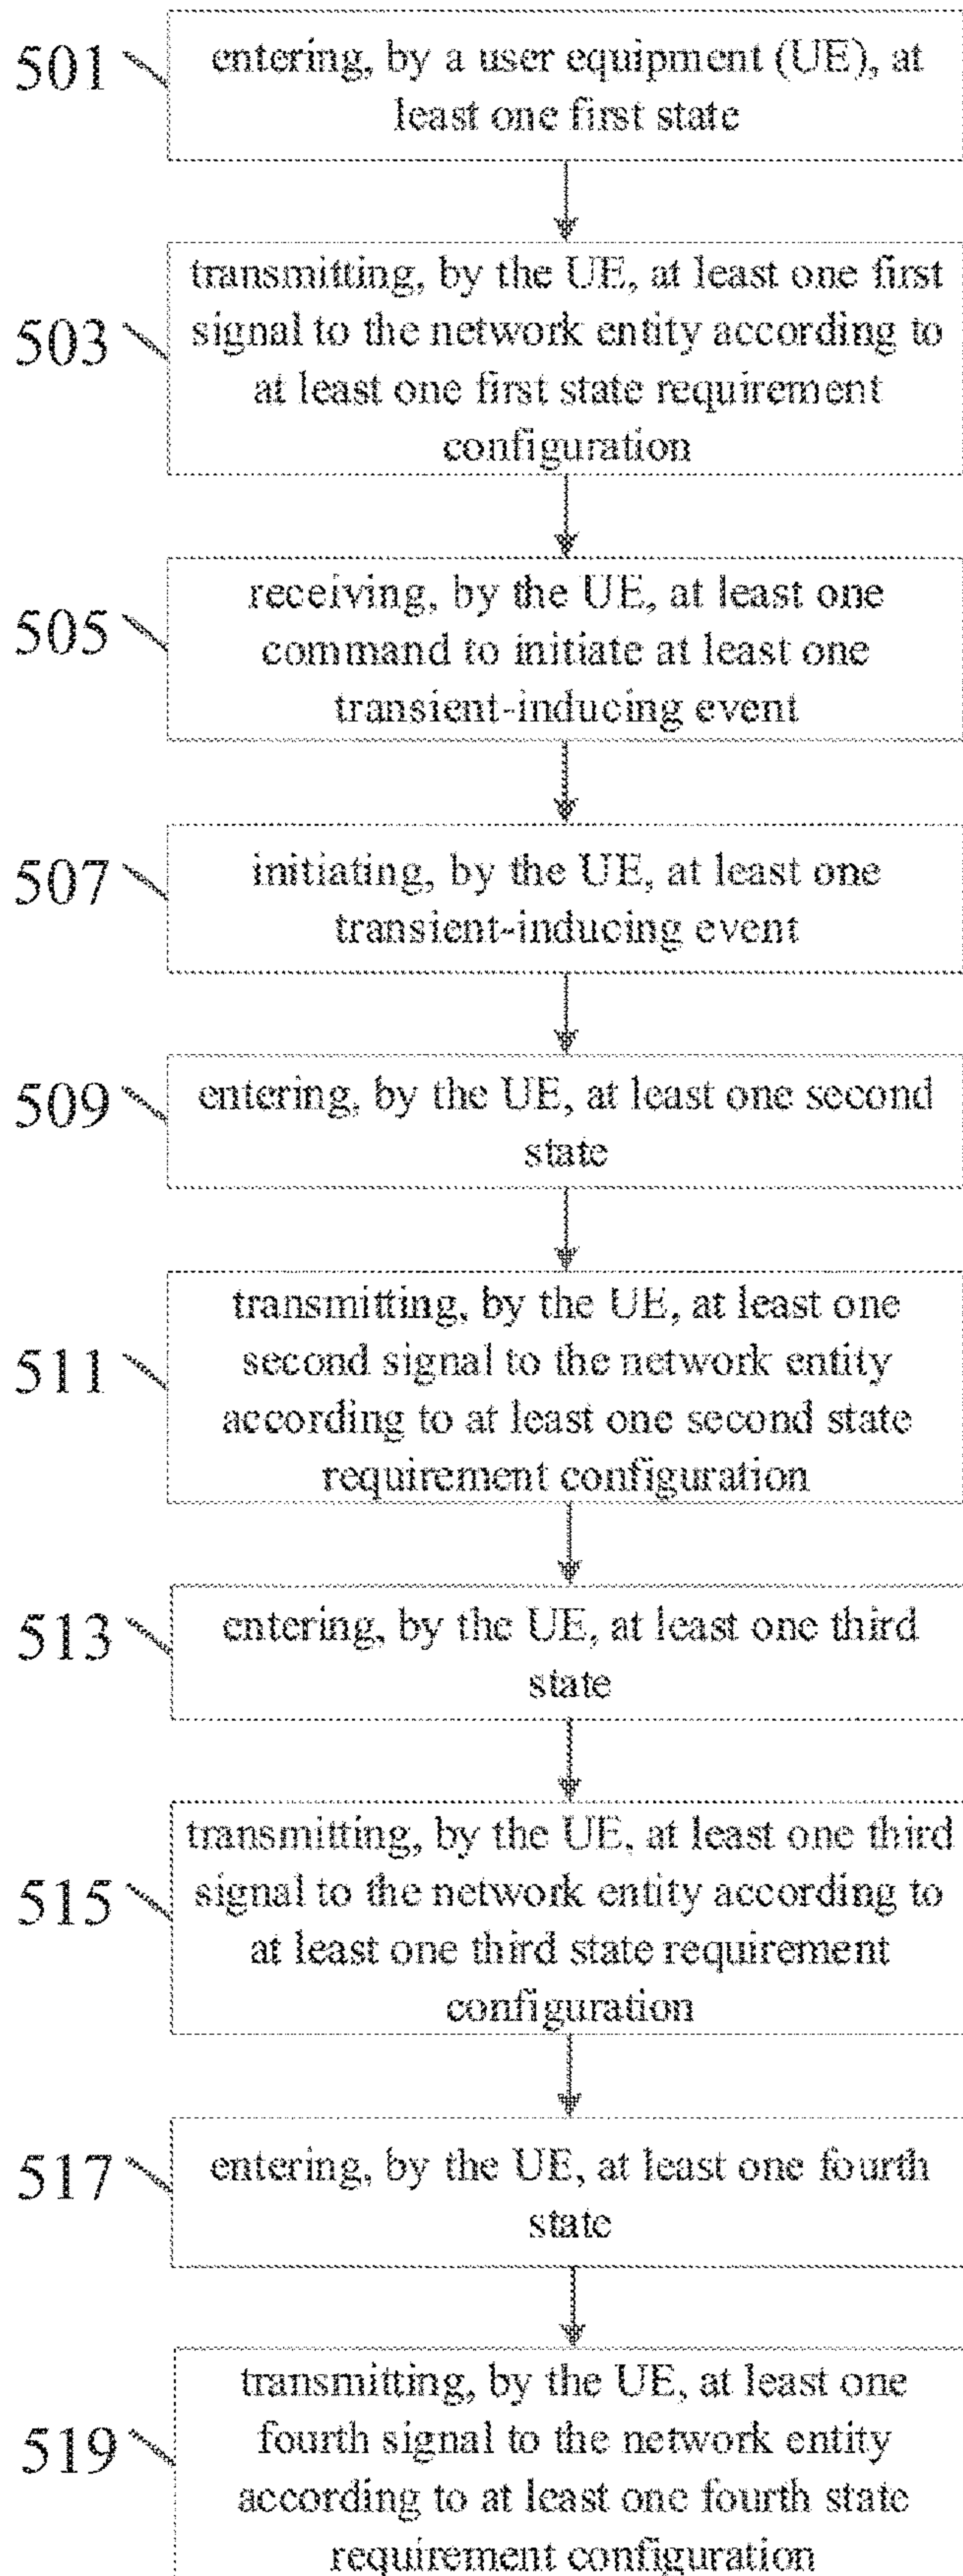 501
entering, by a user equipment (UE), at
least one first state
503
transmitting, by the UE, at least one first
signal to the network entity according to
at least one first state requirement
configuration
505
receiving, by the UE, at least one
command to initiate at least one
transient-inducing event
507
initiating, by the UE, at least one
transient-inducing event
509
entering, by the UE, at least one second
state
511
transmitting, by the UE, at least one
second signal to the network entity
according to at least one second state
requirement configuration
513
entering, by the UE, at least one third
state
515
transmitting, by the UE, at least one third
signal to the network entity according to
at least one third state requirement
configuration
517
entering, by the UE, at least one fourth
state
519
transmitting, by the UE, at least one
fourth signal to the network entity
according to at least one fourth state
requirement configuration